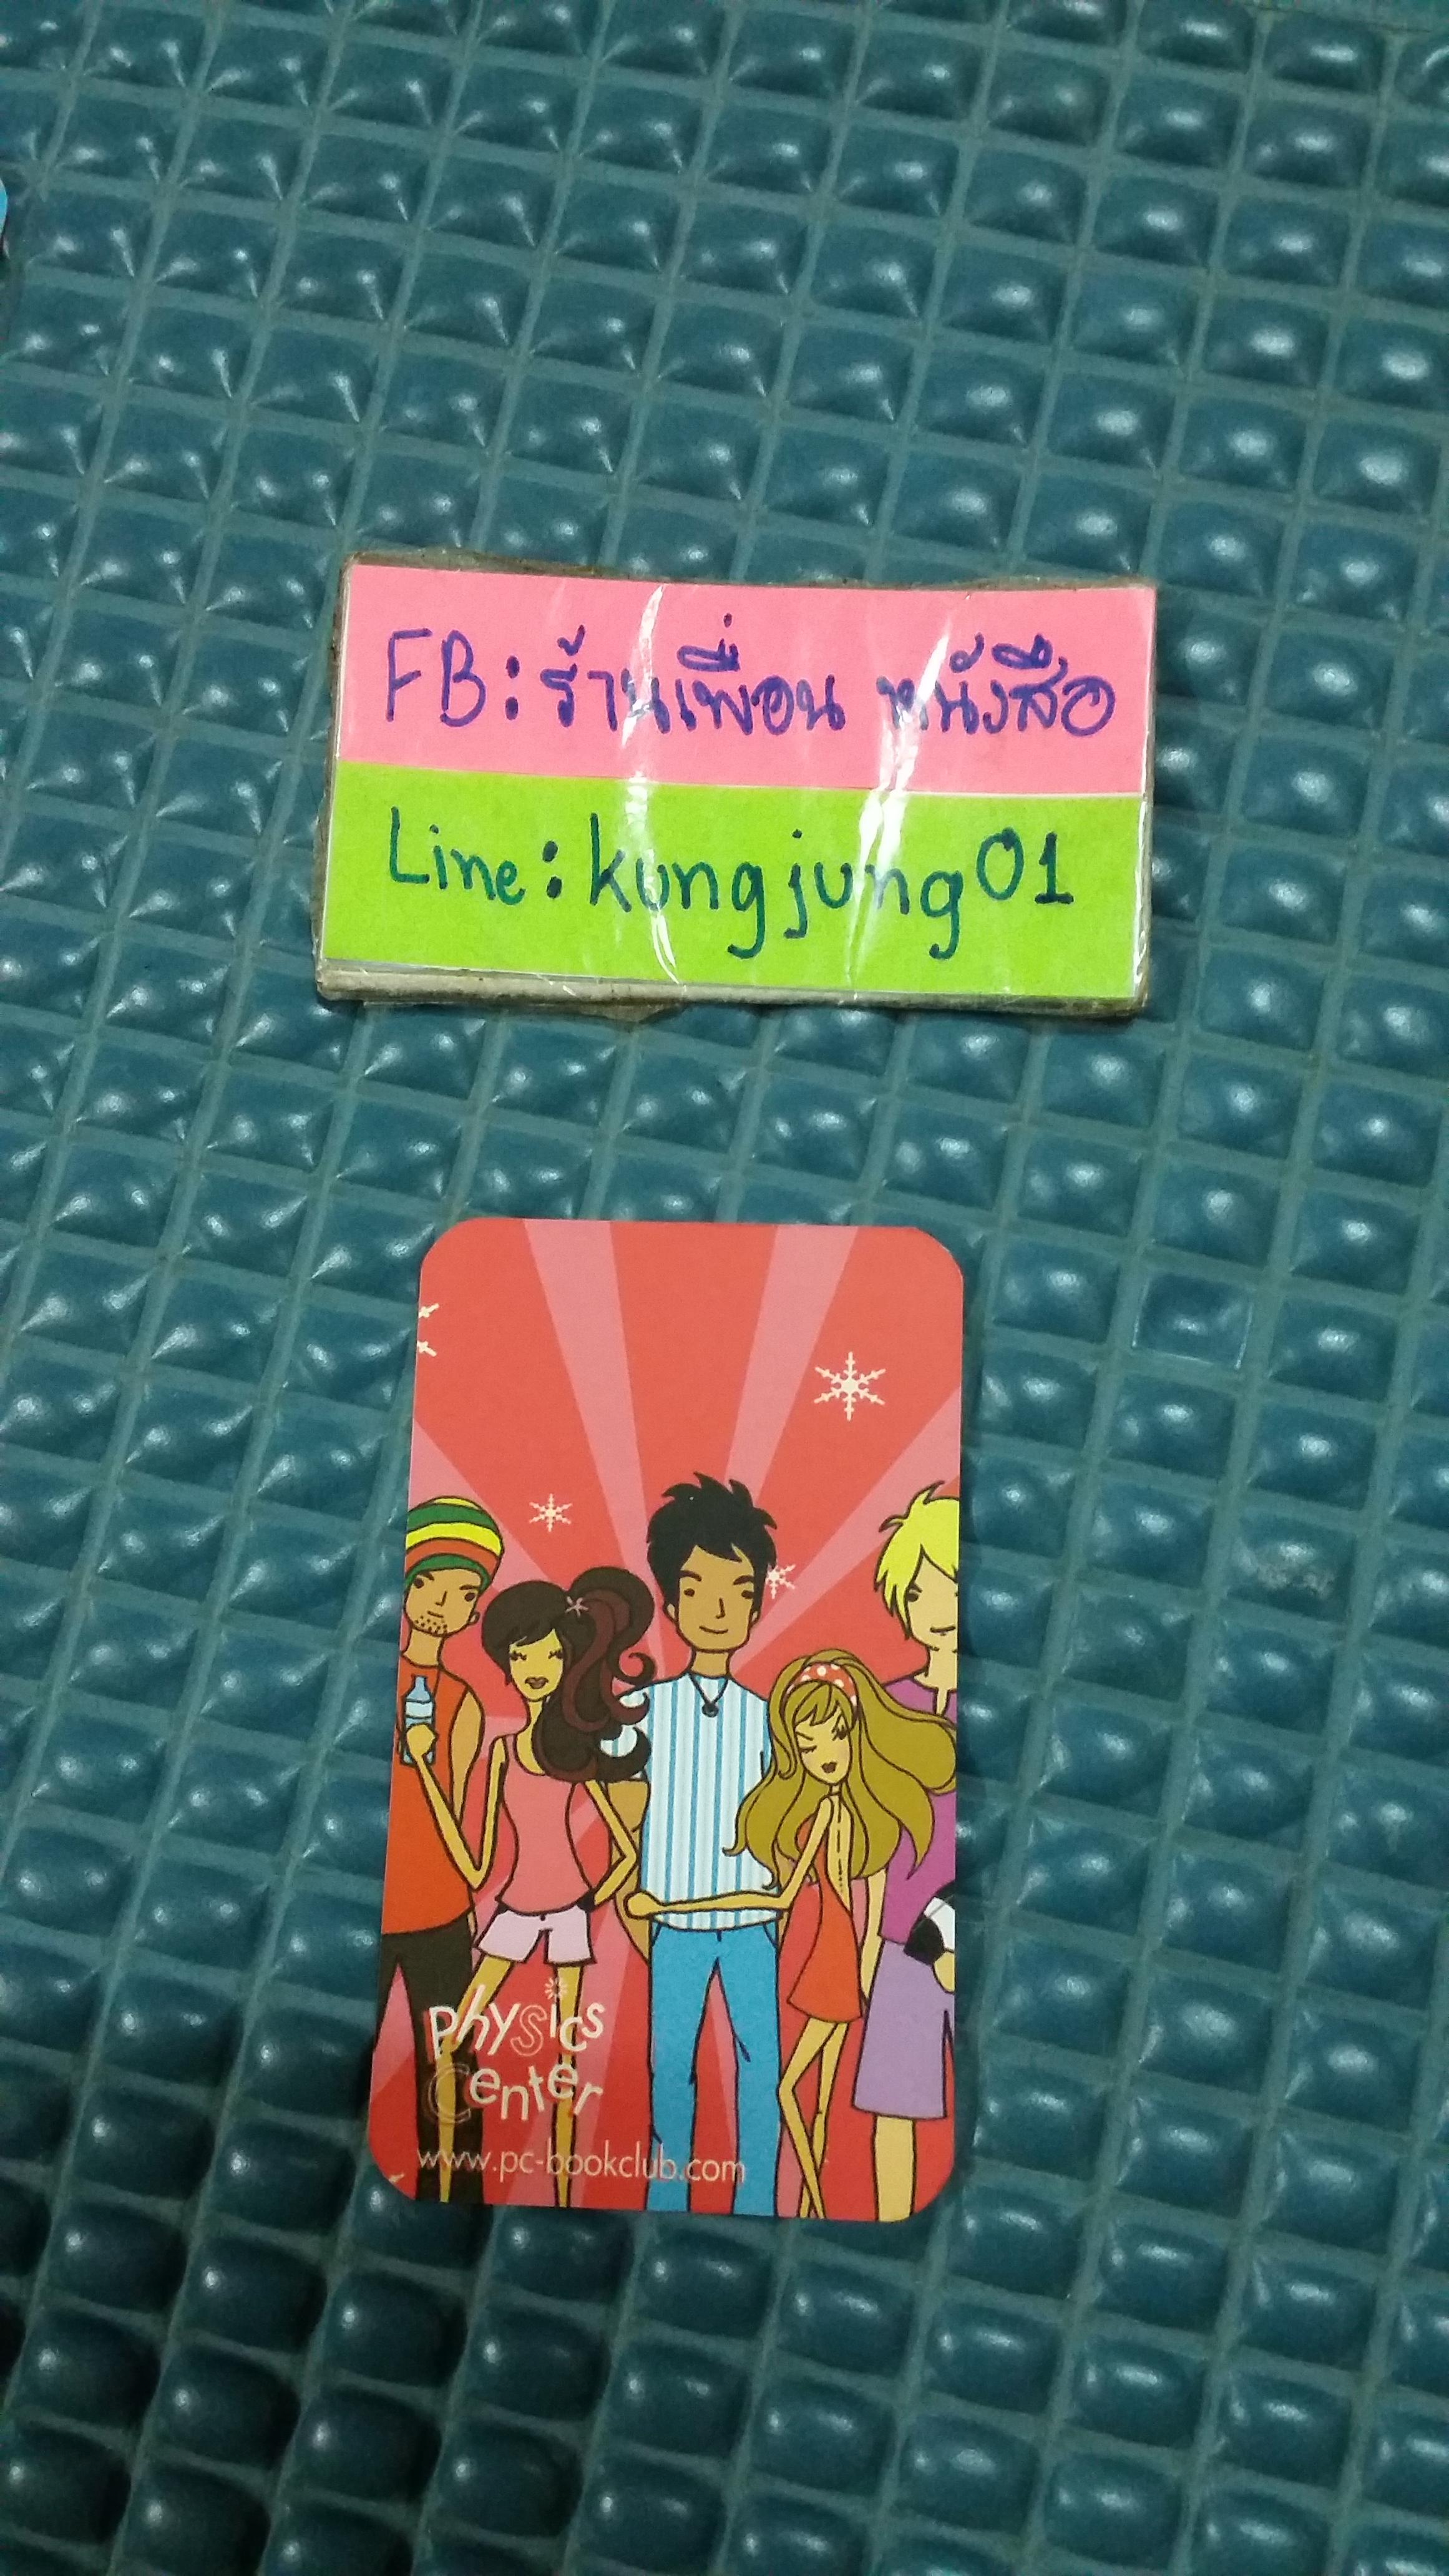 FB: ร้านเพื่อน หนังสือ
Line: kungjung01
Physics
Center
www.pc-bookclub.com